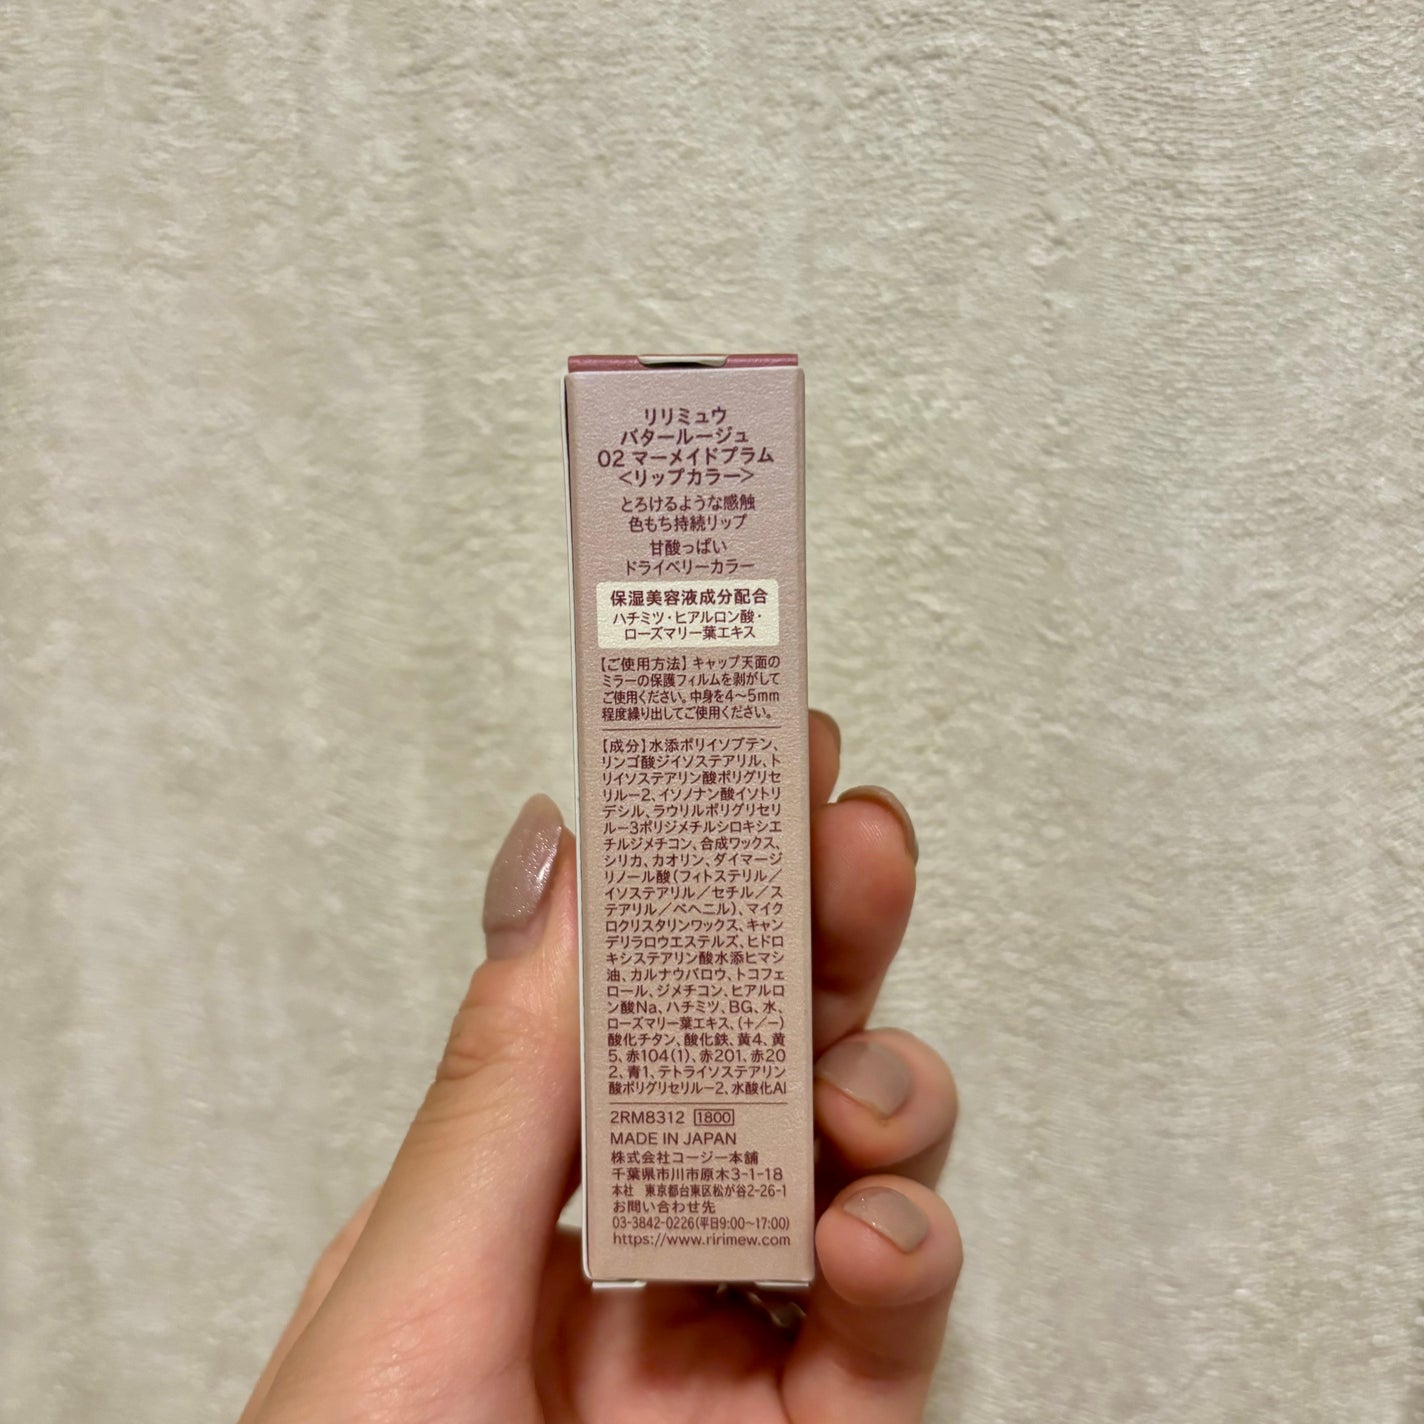 リリミュウ
バタールージュ
02 マーメイドプラム
<リップカラー>
とろけるような感触
色もち持続リップ
甘酸っぱい
ドライベリーカラー
保湿美容液成分配合
ハチミツ・ヒアルロン酸・
ローズマリー葉エキス
【ご使用方法】キャップ天面の
ミラーの保護フィルムを剥がして
ご使用ください。中身を4〜5mm
程度繰り出してご使用ください。
【成分】水添ポリイソブテン、
リンゴ酸ジイソステアリル、ト
リイソステアリン酸ポリグリセ
リル－2、イソノナン酸イソトリ
デシル、ラウリルポリグリセリ
ル－3ポリジメチルシロキシエ
チルジメチコン、合成ワックス、
シリカ、カオリン、ダイマージ
リノール酸(フィトステリル／
イソステアリル／セチル／ス
テアリル／ベヘニル)、マイク
ロクリスタリンワックス、キャン
デリラロウエステルズ、ヒドロ
キシステアリン酸水添ヒマシ
油、カルナウバロウ、トコフェ
ロール、ジメチコン、ヒアルロ
ン酸Na、ハチミツ、BG、水、
ローズマリー葉エキス、(＋／－)
酸化チタン、酸化鉄、黄4、黄
5、赤104(1)、赤201、赤20
2、青1、テトライソステアリン
酸ポリグリセリル－2、水酸化Al
2RM8312 1800
MADE IN JAPAN
株式会社コージー本舗
千葉県市川市原木3-1-18
本社 東京都台東区松が谷2-26-1
お問い合わせ先
03-3842-0226(平日9:00〜17:00)
https://www.ririmew.com